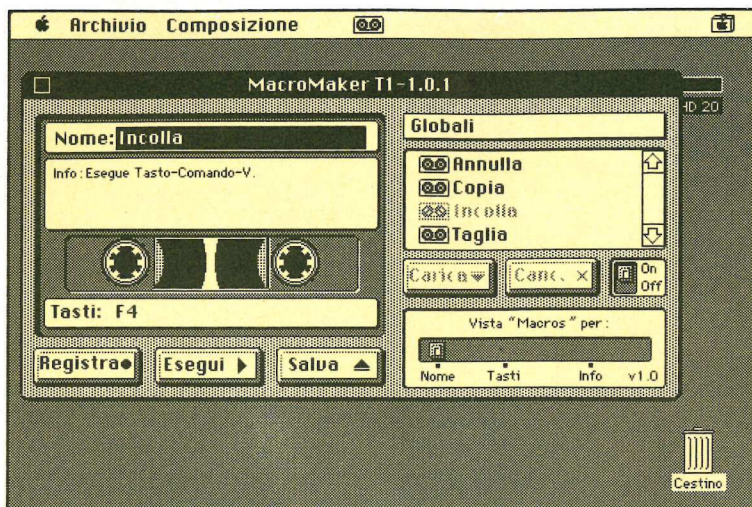 Archivio Composizione
MacroMaker T1-1.0.1
HD 20
Nome: Incolla
Info: Esegue Tasto-Comando-V.
Tasti: F4
Registra
Esegui
Salva
Globali
Annulla
Copia
Incolla
Taglia
Carica
Canc. ×
On
Off
Vista "Macros" per:
Nome Tasti Info v1.0
Cestino